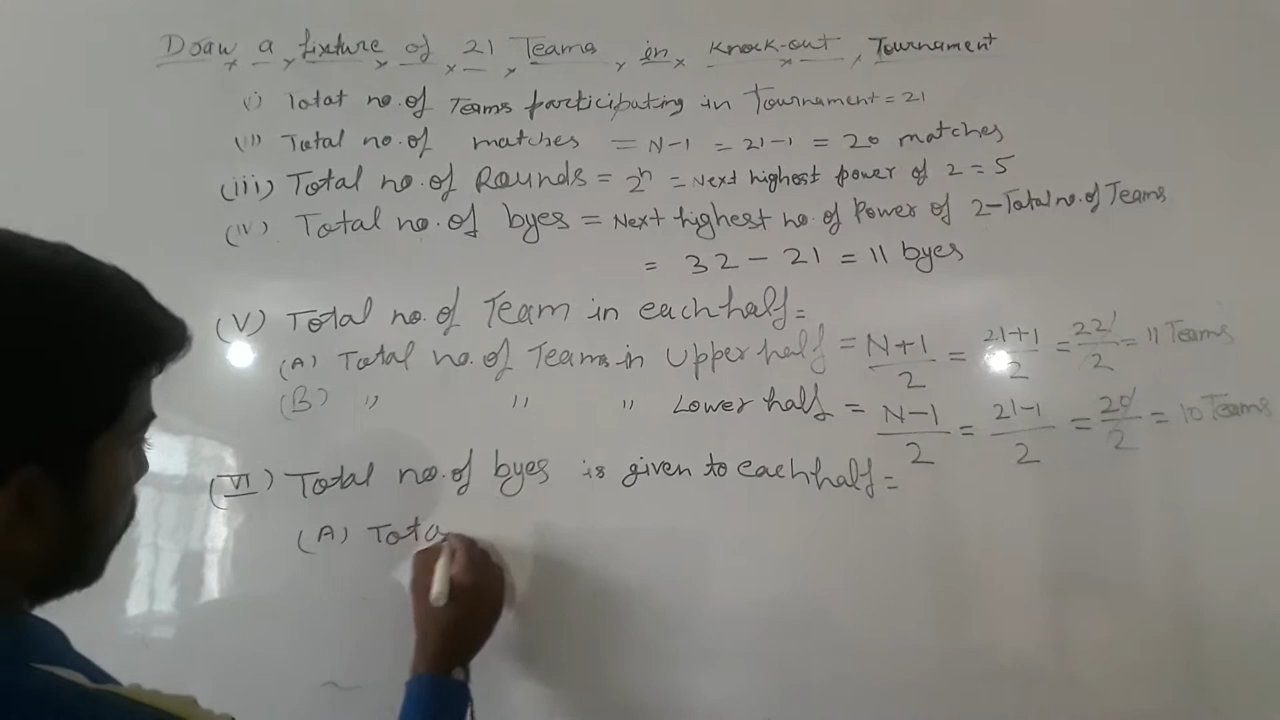 Draw a fixture of 21 Teams in Knock-out Tournament
(i) Totat no. of Teams participating in Tournament = 21
(ii) Total no. of matches = N-1 = 21-1 = 20 matches
(iii) Total no. of Rounds = 2ⁿ = Next highest power of 2 = 5
(iv) Total no. of byes = Next highest no. of Power of 2 - Total no. of Teams
= 32 - 21 = 11 byes
(V) Total no. of Team in each half =
(A) Total no. of Teams in Upper half = N+1/2 = 21+1/2 = 22/2 = 11 Teams
(B) " " " Lower half = N-1/2 = 21-1/2 = 20/2 = 10 Teams
(VI) Total no. of byes is given to each half =
(A) Tota